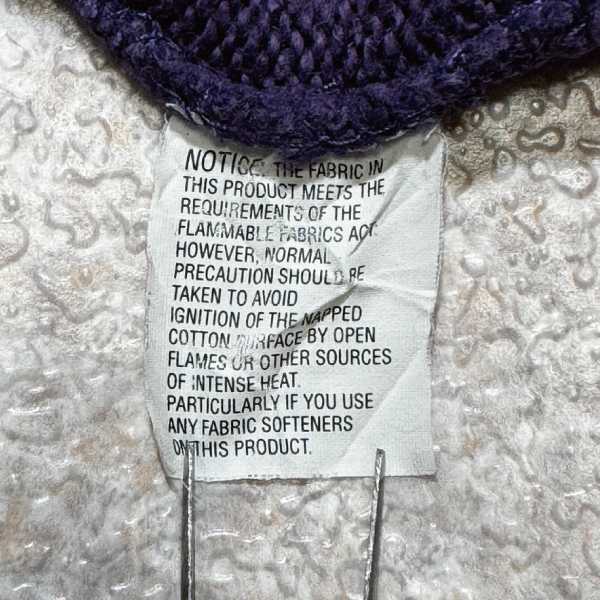 NOTICE: THE FABRIC IN
THIS PRODUCT MEETS THE
REQUIREMENTS OF THE
FLAMMABLE FABRICS ACT
HOWEVER, NORMAL
PRECAUTION SHOULD BE
TAKEN TO AVOID
IGNITION OF THE NAPPED
COTTON SURFACE BY OPEN
FLAMES OR OTHER SOURCES
OF INTENSE HEAT.
PARTICULARLY IF YOU USE
ANY FABRIC SOFTENERS
ON THIS PRODUCT.